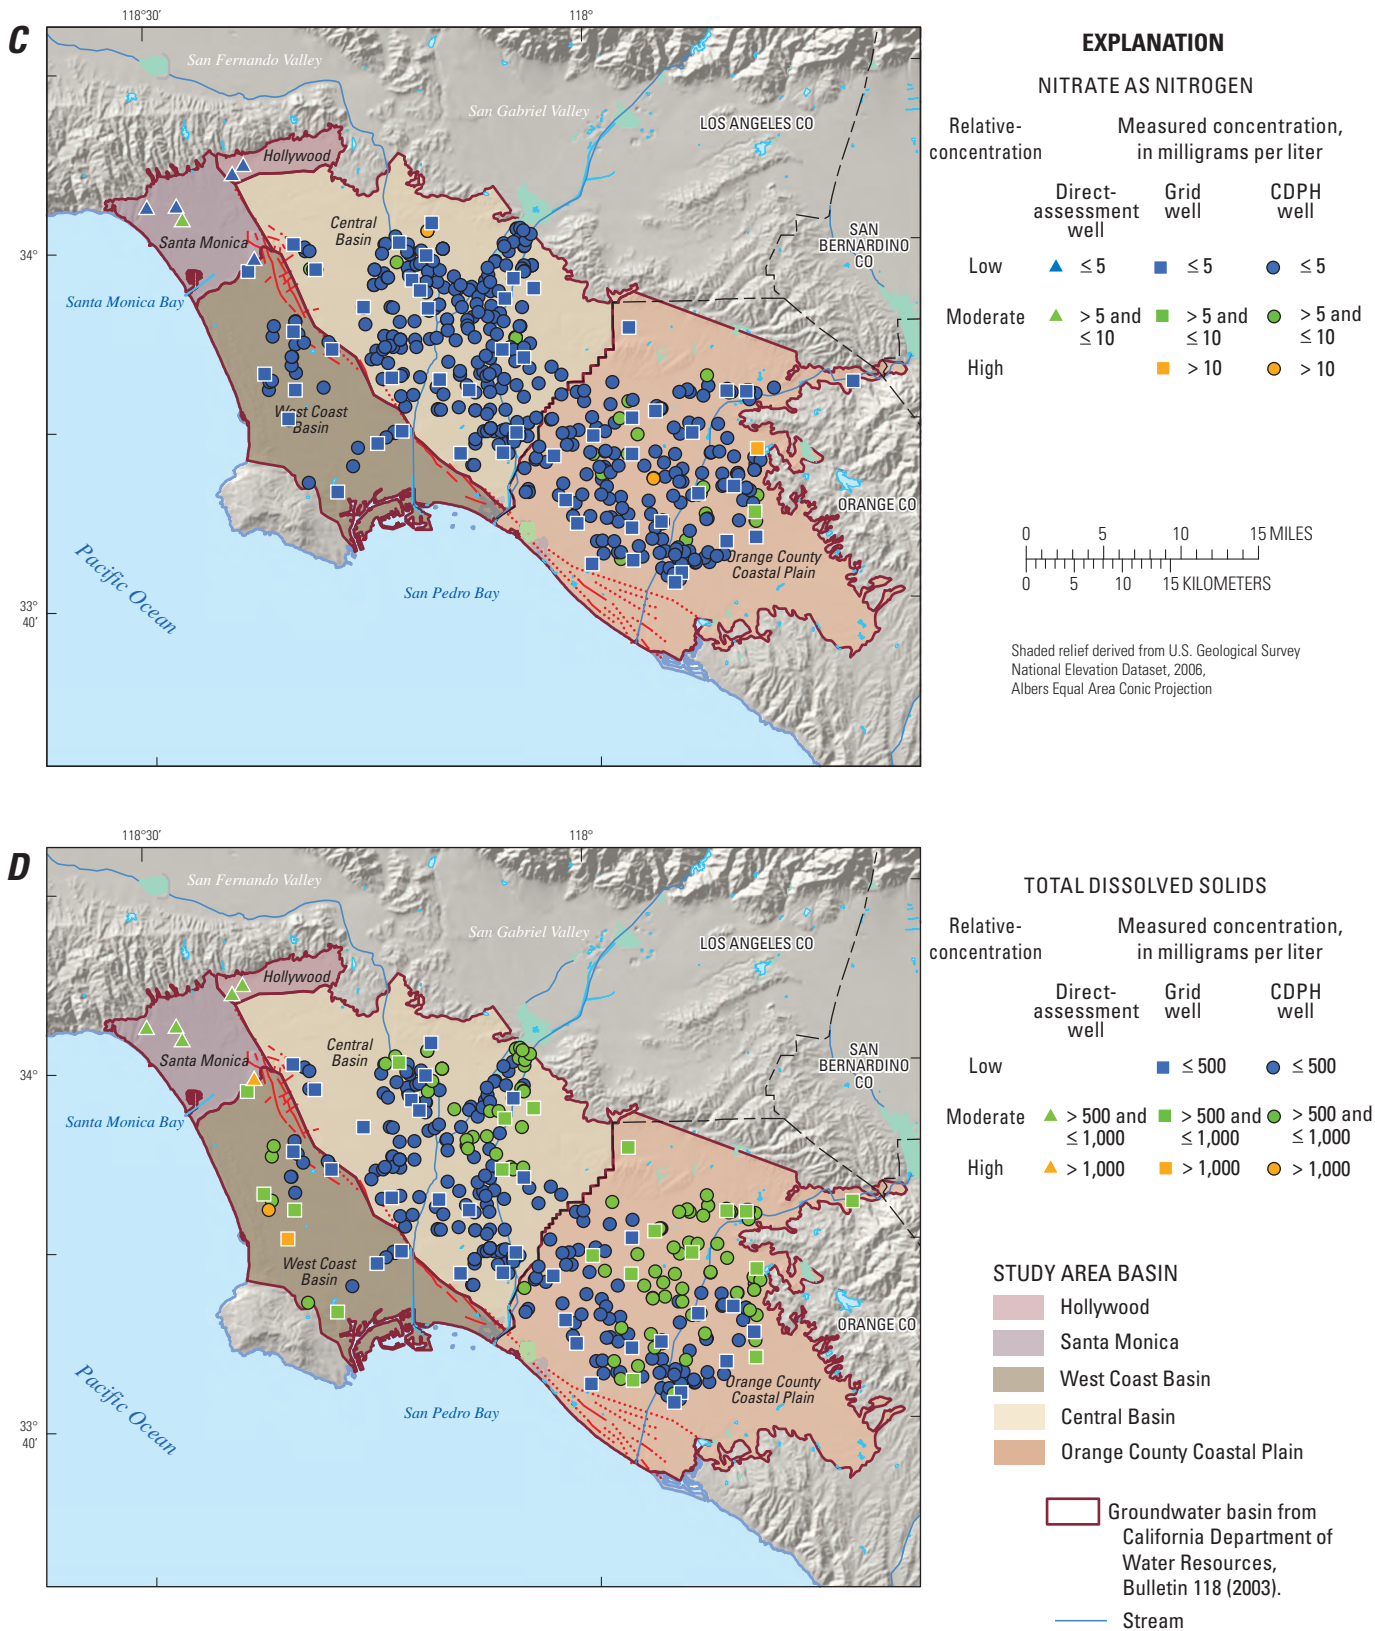 C
118°30'
118°
34°
33°
40'
San Fernando Valley
San Gabriel Valley
LOS ANGELES CO
Hollywood
Central
Basin
SAN
BERNARDINO
CO
Santa Monica
Santa Monica Bay
West Coast
Basin
ORANGE CO
Orange County
Coastal Plain
Pacific Ocean
San Pedro Bay
EXPLANATION
NITRATE AS NITROGEN
Relative-
concentration
Measured concentration,
in milligrams per liter
Direct-
assessment
well
Grid
well
CDPH
well
Low ≤ 5 ≤ 5 ≤ 5
Moderate > 5 and > 5 and > 5 and
≤ 10 ≤ 10 ≤ 10
High > 10 > 10
0 5 10 15 MILES
0 5 10 15 KILOMETERS
Shaded relief derived from U.S. Geological Survey
National Elevation Dataset, 2006,
Albers Equal Area Conic Projection
D
118°30'
118°
34°
33°
40'
San Fernando Valley
San Gabriel Valley
LOS ANGELES CO
Hollywood
Central
Basin
SAN
BERNARDINO
CO
Santa Monica
Santa Monica Bay
West Coast
Basin
ORANGE CO
Orange County
Coastal Plain
Pacific Ocean
San Pedro Bay
TOTAL DISSOLVED SOLIDS
Relative-
concentration
Measured concentration,
in milligrams per liter
Direct-
assessment
well
Grid
well
CDPH
well
Low ≤ 500 ≤ 500
Moderate > 500 and > 500 and > 500 and
≤ 1,000 ≤ 1,000 ≤ 1,000
High > 1,000 > 1,000 > 1,000
STUDY AREA BASIN
Hollywood
Santa Monica
West Coast Basin
Central Basin
Orange County Coastal Plain
Groundwater basin from
California Department of
Water Resources,
Bulletin 118 (2003).
Stream